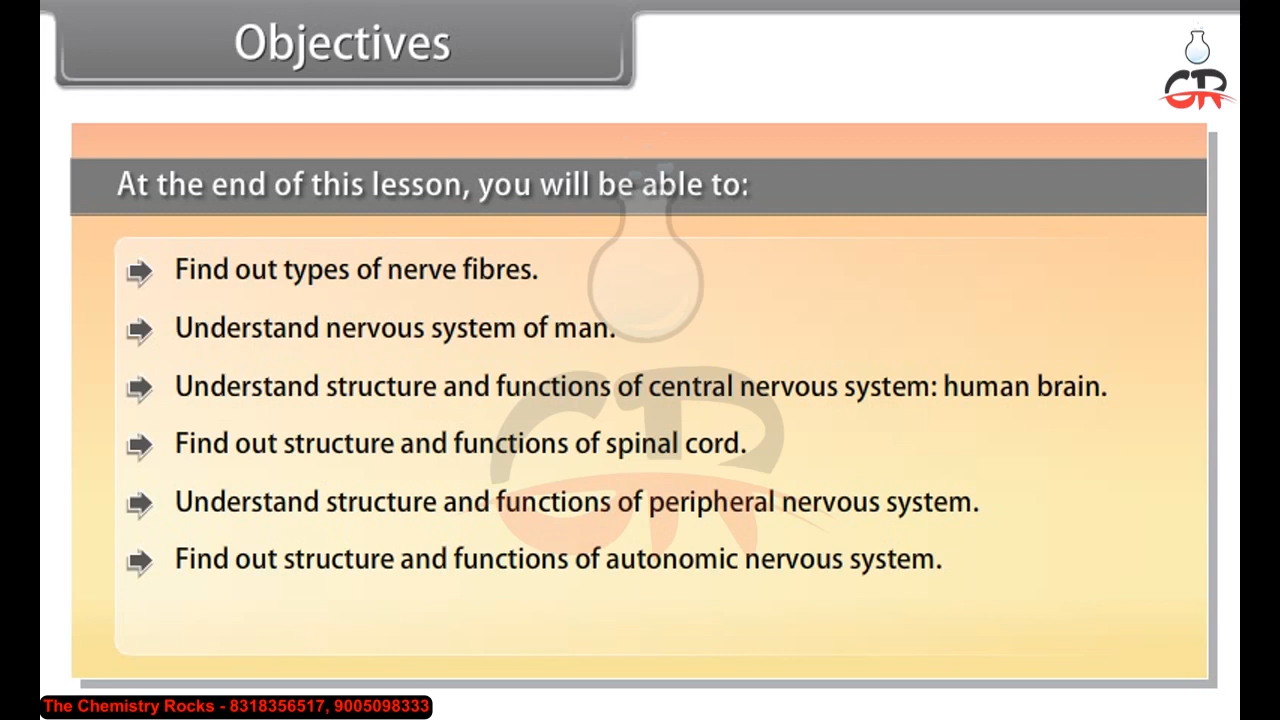 Objectives
CR
At the end of this lesson, you will be able to:
Find out types of nerve fibres.
Understand nervous system of man.
Understand structure and functions of central nervous system: human brain.
Find out structure and functions of spinal cord.
Understand structure and functions of peripheral nervous system.
Find out structure and functions of autonomic nervous system.
The Chemistry Rocks - 8318356517, 9005098333